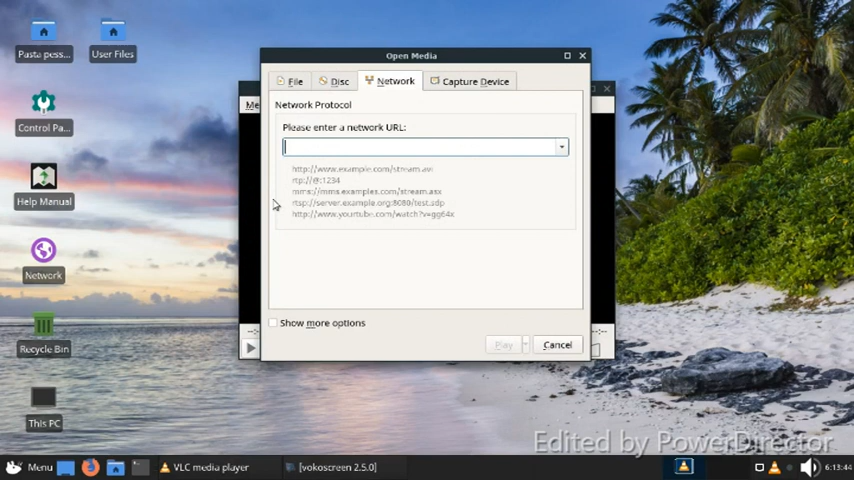 Pasta pess...
User Files
Control Pa...
Help Manual
Network
Recycle Bin
This PC
Open Media
File
Disc
Network
Capture Device
Me
Network Protocol
Please enter a network URL:
http://www.example.com/stream.avi
rtp://@:1234
mms://mms.examples.com/stream.asx
rtsp://server.example.org:8080/test.sdp
http://www.yourtube.com/watch?v=gg64x
Show more options
Play
Cancel
--:--
Edited by PowerDirector
Menu
VLC media player
[vokoscreen 2.5.0]
6:13:44